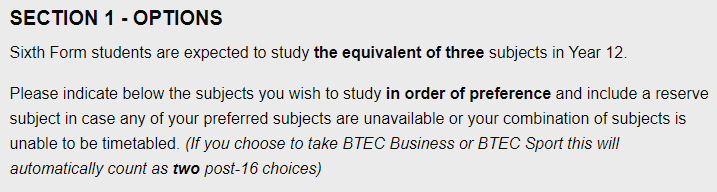 SECTION 1 - OPTIONS
Sixth Form students are expected to study the equivalent of three subjects in Year 12.
Please indicate below the subjects you wish to study in order of preference and include a reserve
subject in case any of your preferred subjects are unavailable or your combination of subjects is
unable to be timetabled. (If you choose to take BTEC Business or BTEC Sport this will
automatically count as two post-16 choices)